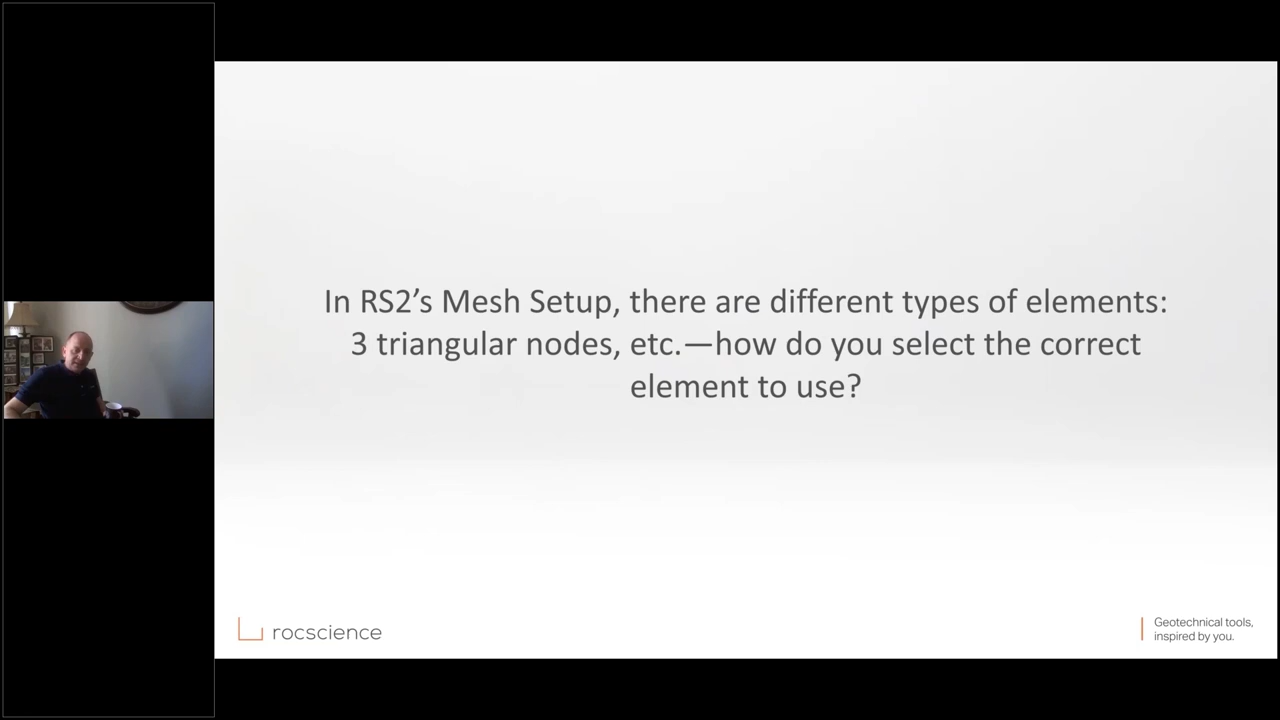 In RS2’s Mesh Setup, there are different types of elements:
3 triangular nodes, etc.—how do you select the correct
element to use?
rocscience
Geotechnical tools,
inspired by you.